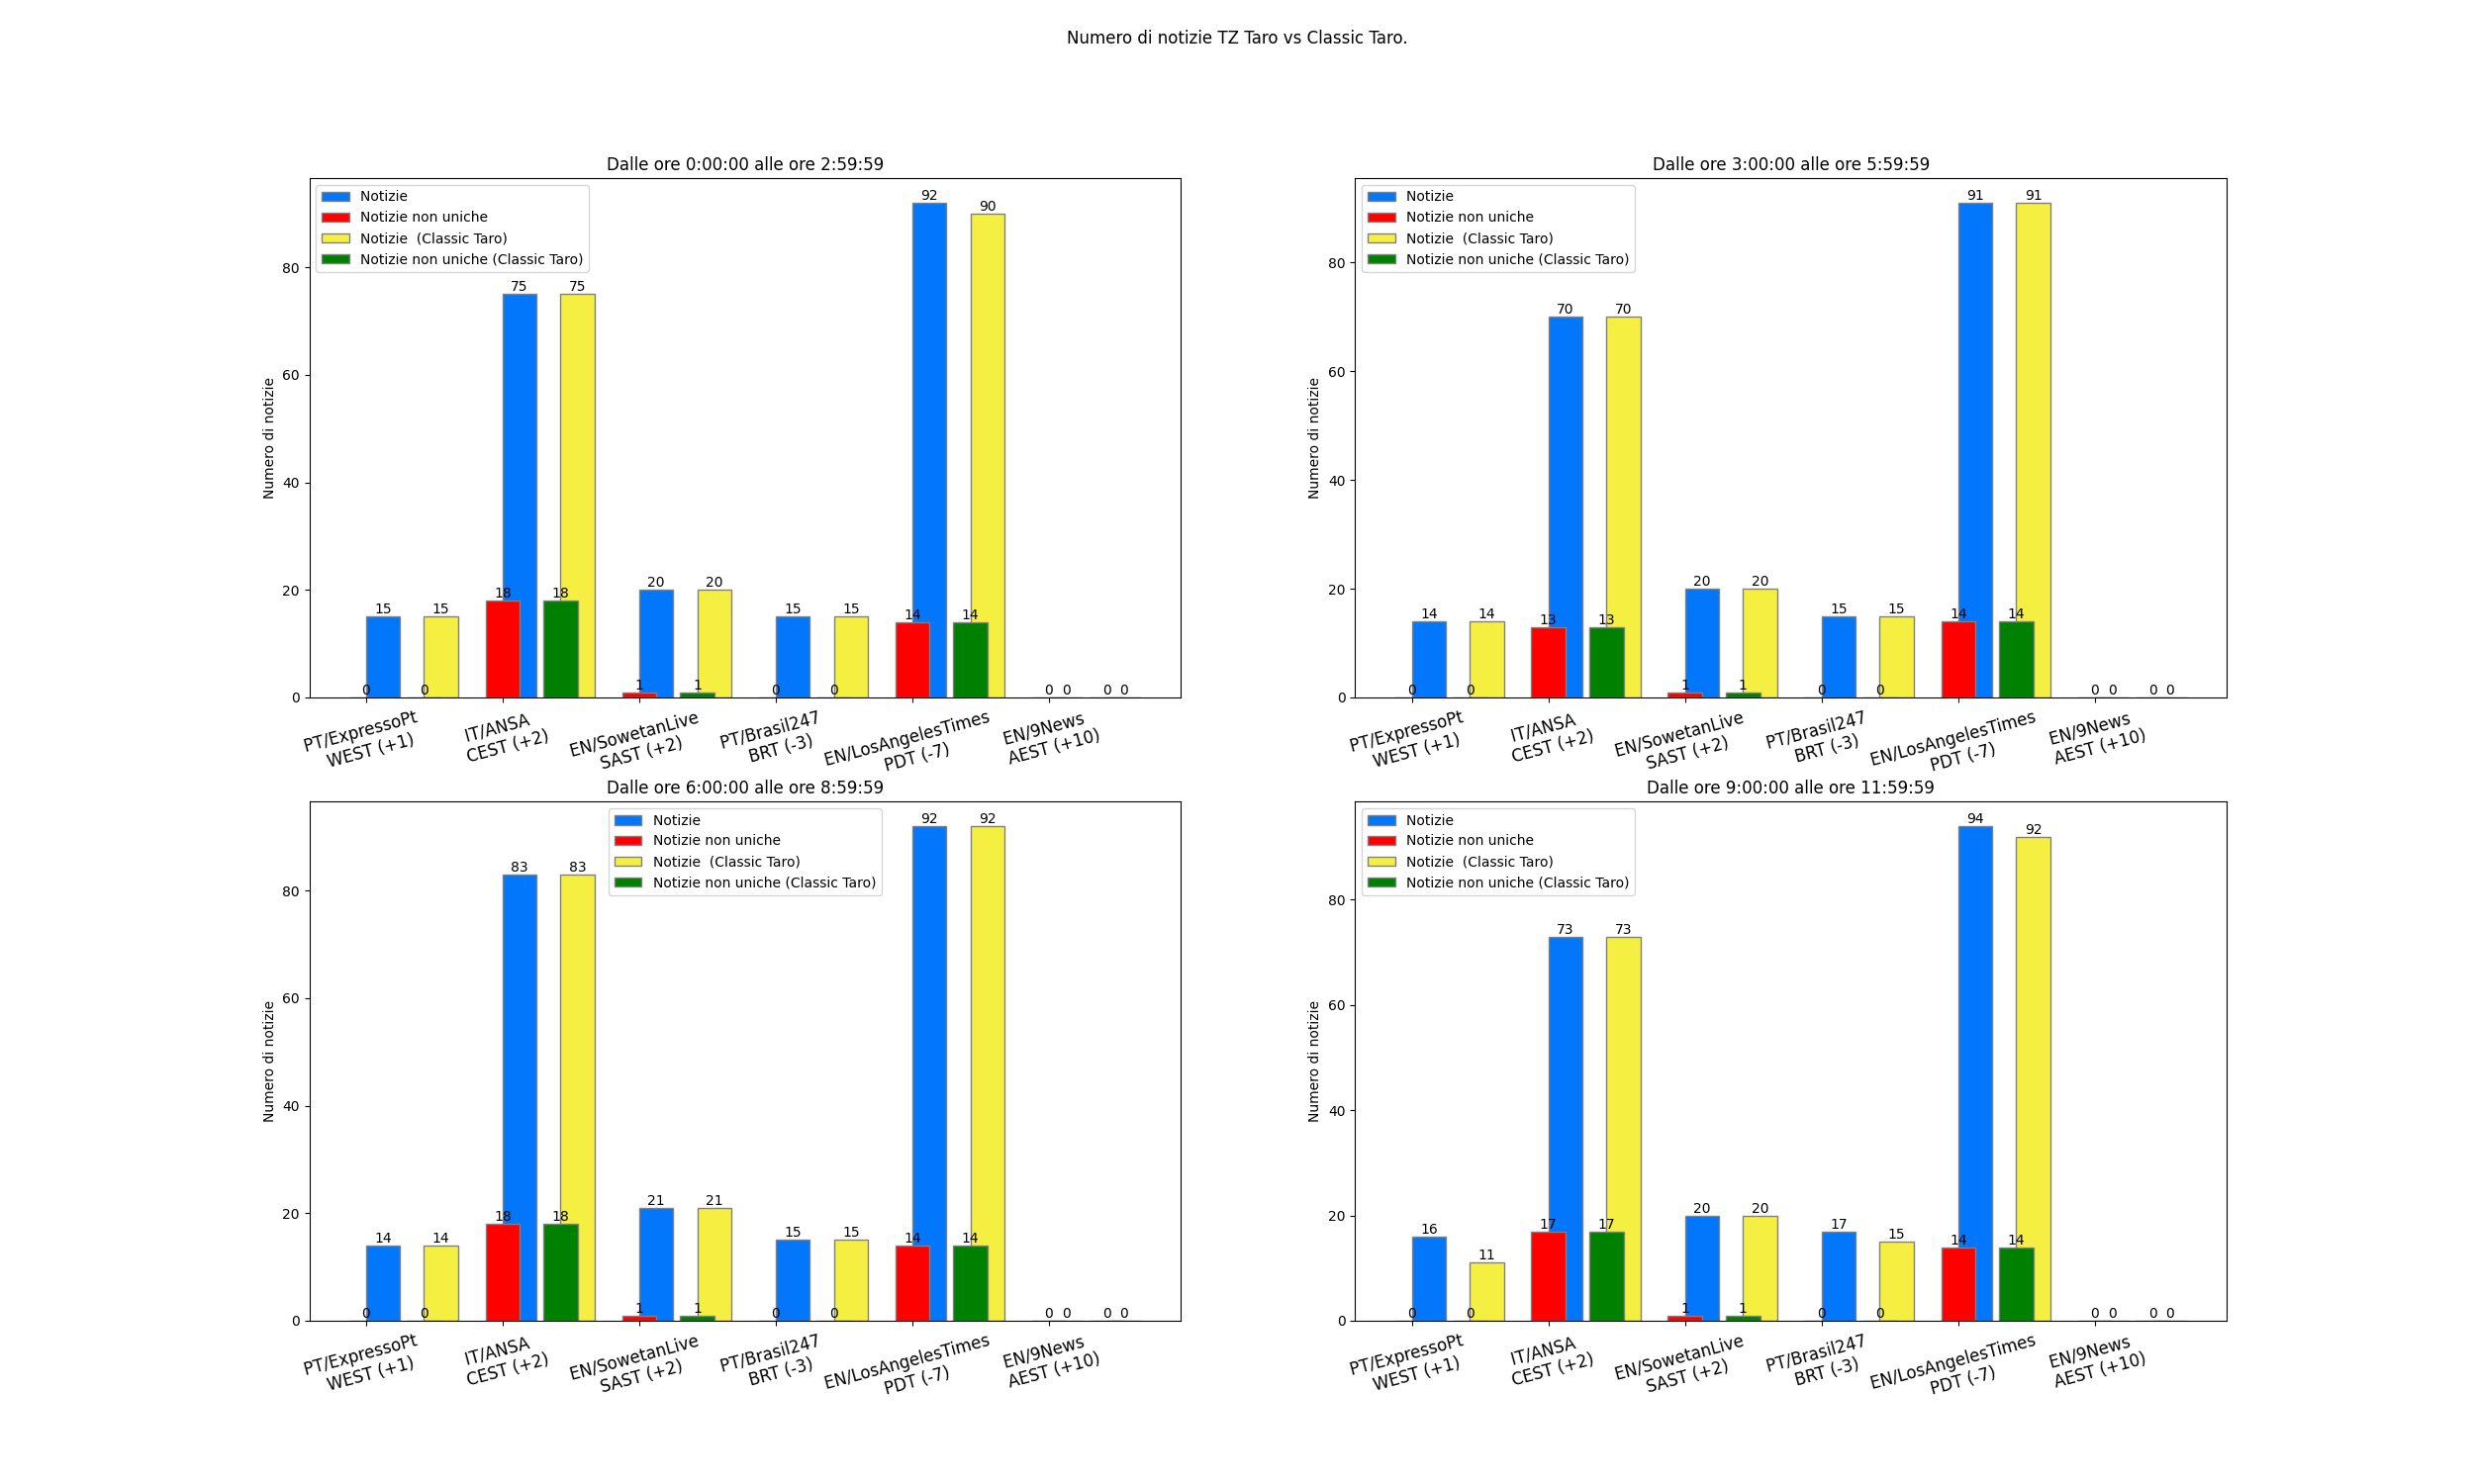 Numero di notizie TZ Taro vs Classic Taro.
Dalle ore 0:00:00 alle ore 2:59:59
Notizie
Notizie non uniche
Notizie (Classic Taro)
Notizie non uniche (Classic Taro)
Numero di notizie
80
60
40
20
0
15 15 75 75 20 20 15 15 92 90
0 0 18 18 1 1 0 0 14 14 0 0 0 0
PT/ExpressoPt
WEST (+1)
IT/ANSA
CEST (+2)
EN/SowetanLive
SAST (+2)
PT/Brasil247
BRT (-3)
EN/LosAngelesTimes
PDT (-7)
EN/9News
AEST (+10)
Dalle ore 3:00:00 alle ore 5:59:59
Notizie
Notizie non uniche
Notizie (Classic Taro)
Notizie non uniche (Classic Taro)
Numero di notizie
80
60
40
20
0
14 14 70 70 20 20 15 15 91 91
0 0 13 13 1 1 0 0 14 14 0 0 0 0
PT/ExpressoPt
WEST (+1)
IT/ANSA
CEST (+2)
EN/SowetanLive
SAST (+2)
PT/Brasil247
BRT (-3)
EN/LosAngelesTimes
PDT (-7)
EN/9News
AEST (+10)
Dalle ore 6:00:00 alle ore 8:59:59
Notizie
Notizie non uniche
Notizie (Classic Taro)
Notizie non uniche (Classic Taro)
Numero di notizie
80
60
40
20
0
14 14 83 83 21 21 15 15 92 92
0 0 18 18 1 1 0 0 14 14 0 0 0 0
PT/ExpressoPt
WEST (+1)
IT/ANSA
CEST (+2)
EN/SowetanLive
SAST (+2)
PT/Brasil247
BRT (-3)
EN/LosAngelesTimes
PDT (-7)
EN/9News
AEST (+10)
Dalle ore 9:00:00 alle ore 11:59:59
Notizie
Notizie non uniche
Notizie (Classic Taro)
Notizie non uniche (Classic Taro)
Numero di notizie
80
60
40
20
0
16 11 73 73 20 20 17 15 94 92
0 0 17 17 1 1 0 0 14 14 0 0 0 0
PT/ExpressoPt
WEST (+1)
IT/ANSA
CEST (+2)
EN/SowetanLive
SAST (+2)
PT/Brasil247
BRT (-3)
EN/LosAngelesTimes
PDT (-7)
EN/9News
AEST (+10)